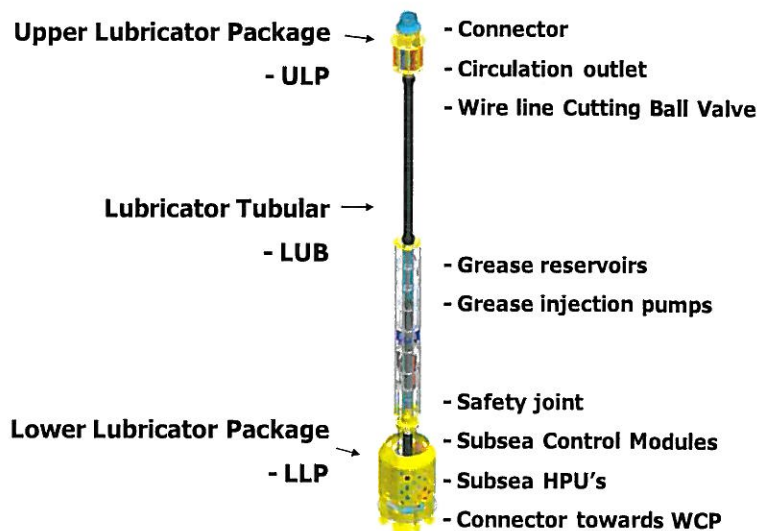 Upper Lubricator Package
- ULP
- Connector
- Circulation outlet
- Wire line Cutting Ball Valve
Lubricator Tubular
- LUB
- Grease reservoirs
- Grease injection pumps
Lower Lubricator Package
- LLP
- Safety joint
- Subsea Control Modules
- Subsea HPU's
- Connector towards WCP